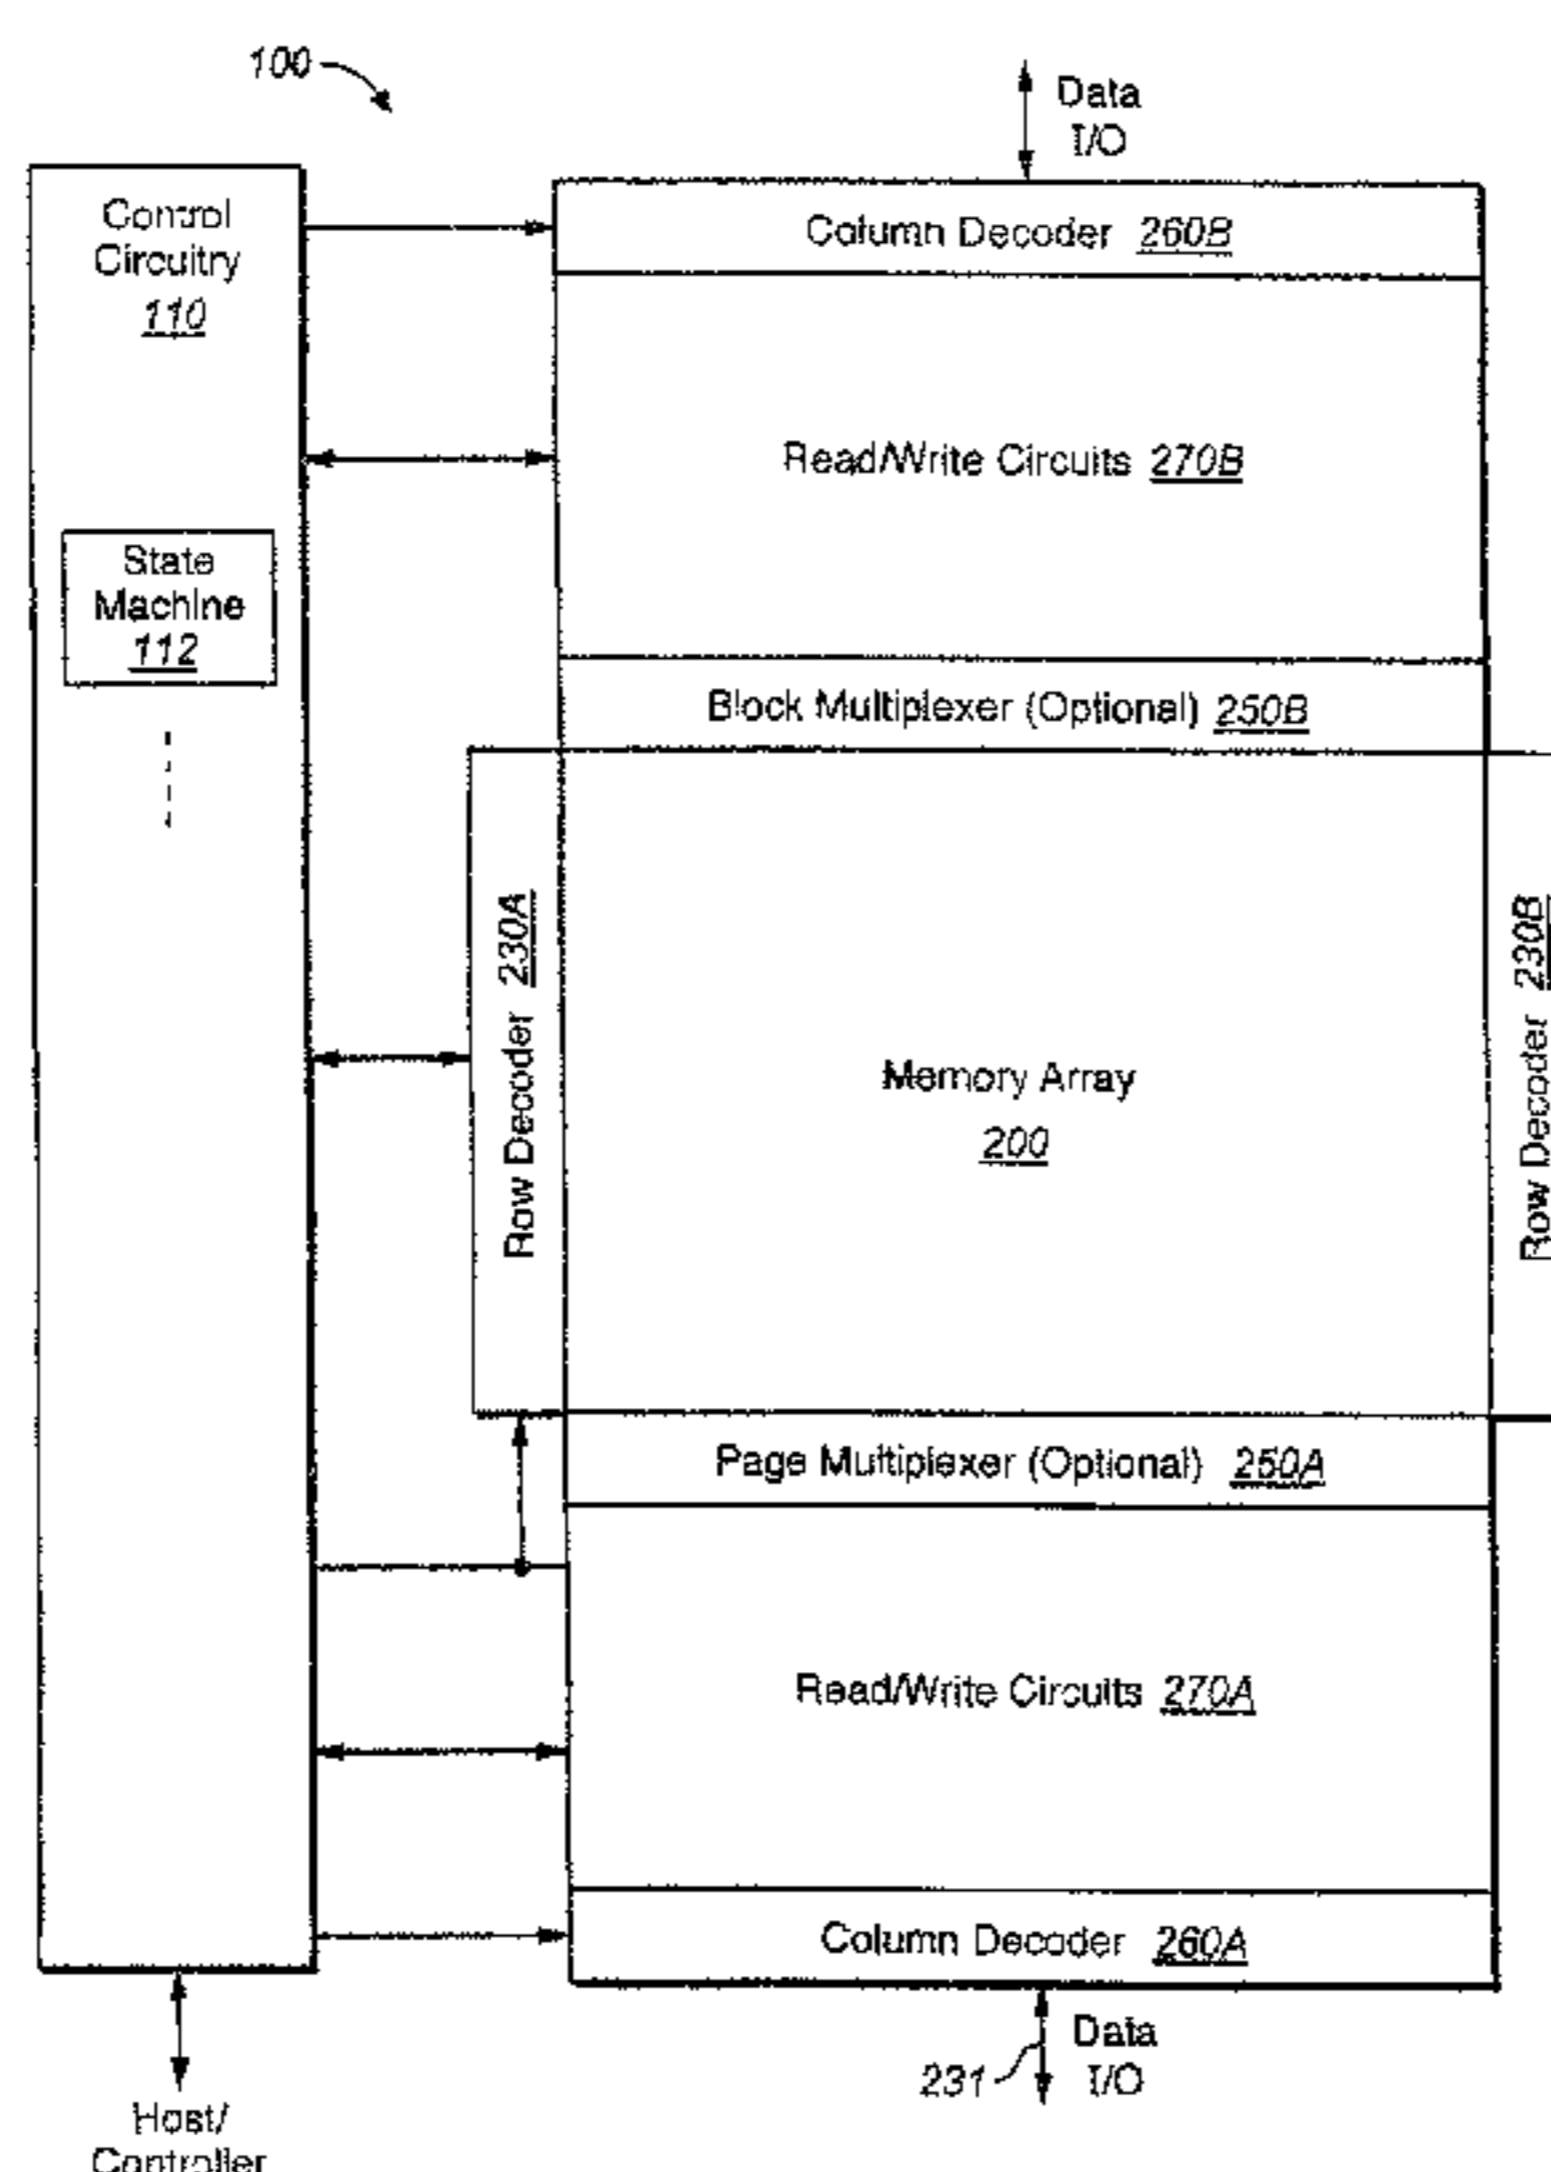 100
Data
I/O
Control
Circuitry
110
Column Decoder 260B
Read/Write Circuits 270B
State
Machine
112
Block Multiplexer (Optional) 250B
Row Decoder 230A
Memory Array
200
Row Decoder 230B
Page Multiplexer (Optional) 250A
Read/Write Circuits 270A
Column Decoder 260A
231
Data
I/O
Host/
Controller